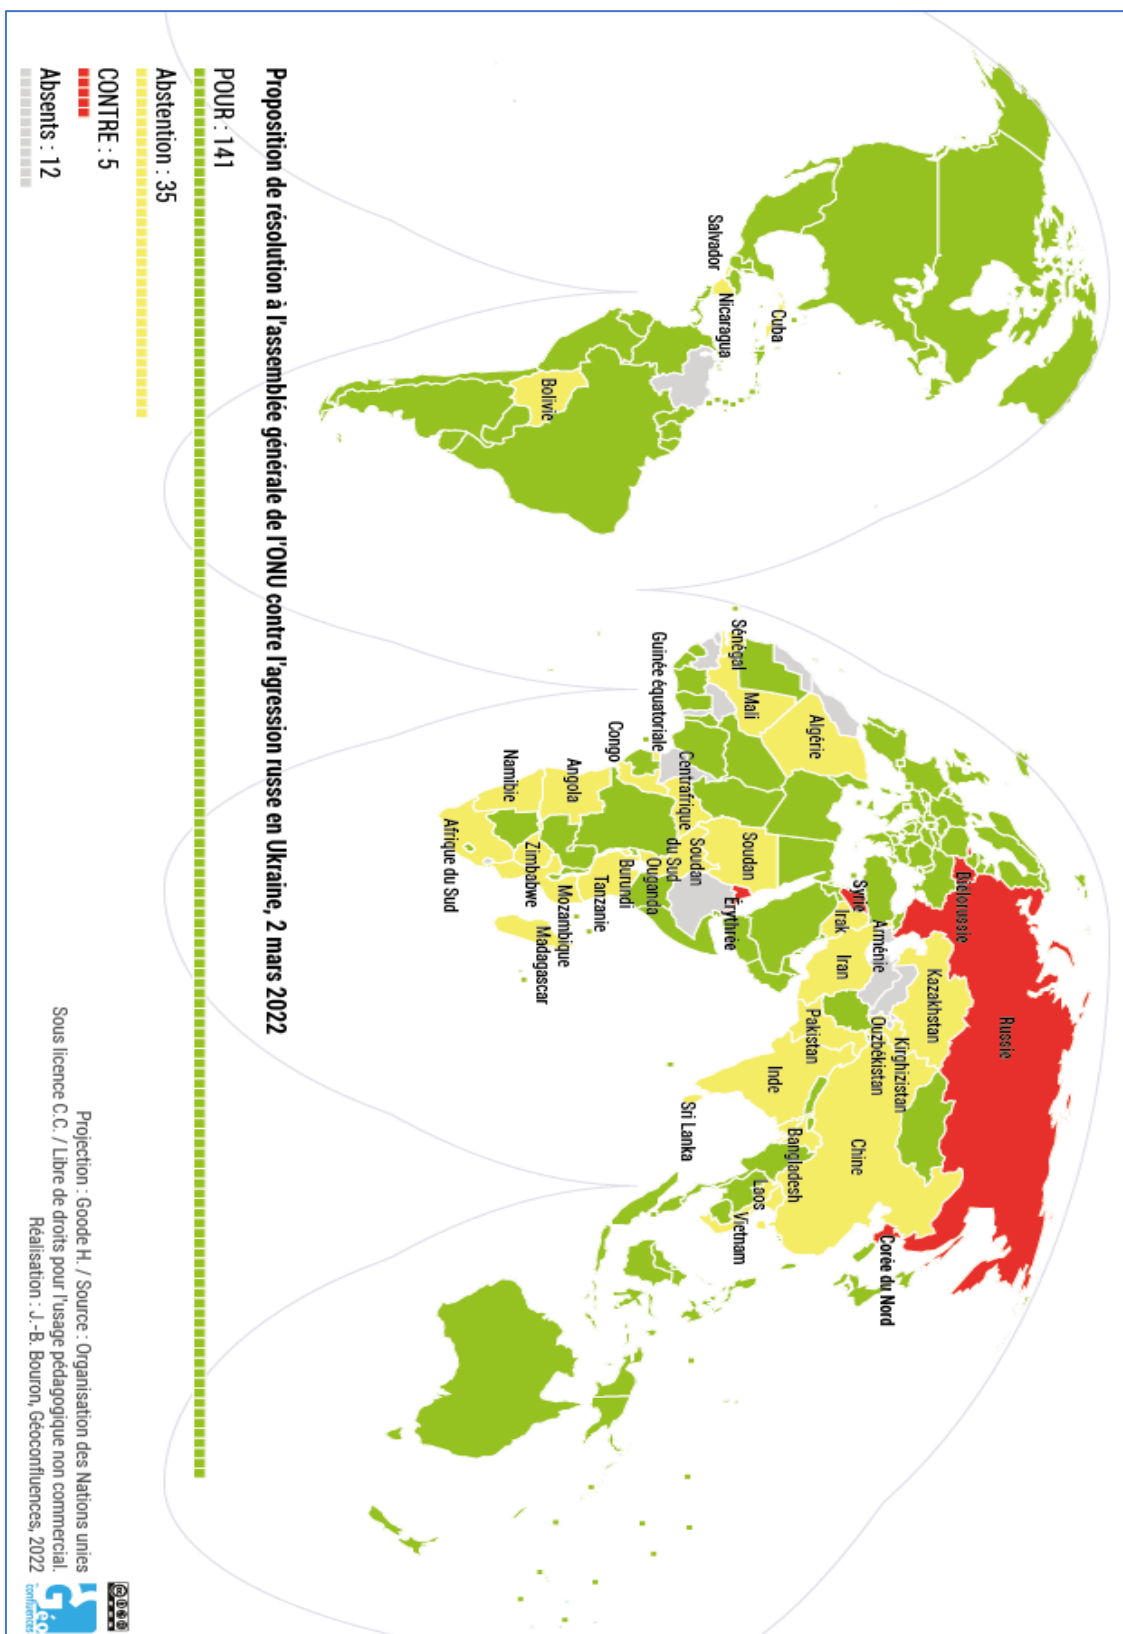 Salvador
Nicaragua
Cuba
Bolivie
Sénégal
Mali
Algérie
Guinée équatoriale
Congo
Centrafrique
Angola
Namibie
Afrique du Sud
Zimbabwe
Mozambique
Madagascar
Tanzanie
Burundi
Ouganda
Soudan
du Sud
Soudan
Érythrée
Syrie
Irak
Iran
Arménie
Biélorussie
Russie
Kazakhstan
Kirghizistan
Ouzbékistan
Pakistan
Inde
Sri Lanka
Bangladesh
Chine
Laos
Vietnam
Corée du Nord
Proposition de résolution à l'assemblée générale de l'ONU contre l'agression russe en Ukraine, 2 mars 2022
POUR : 141
Abstention : 35
CONTRE : 5
Absents : 12
Projection : Goode H. / Source : Organisation des Nations unies
Sous licence C.C. / Libre de droits pour l'usage pédagogique non commercial.
Réalisation : J.-B. Bouron, Géoconfluences, 2022
Géo
confluences